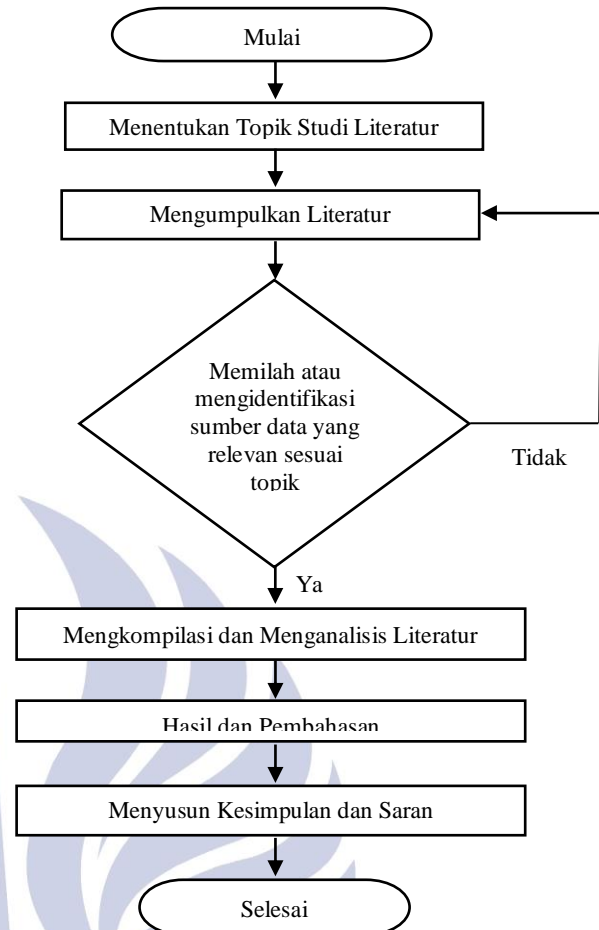 Mulai
Menentukan Topik Studi Literatur
Mengumpulkan Literatur
Memilah atau
mengidentifikasi
sumber data yang
relevan sesuai
topik
Tidak
Ya
Mengkompilasi dan Menganalisis Literatur
Hasil dan Pembahasan
Menyusun Kesimpulan dan Saran
Selesai